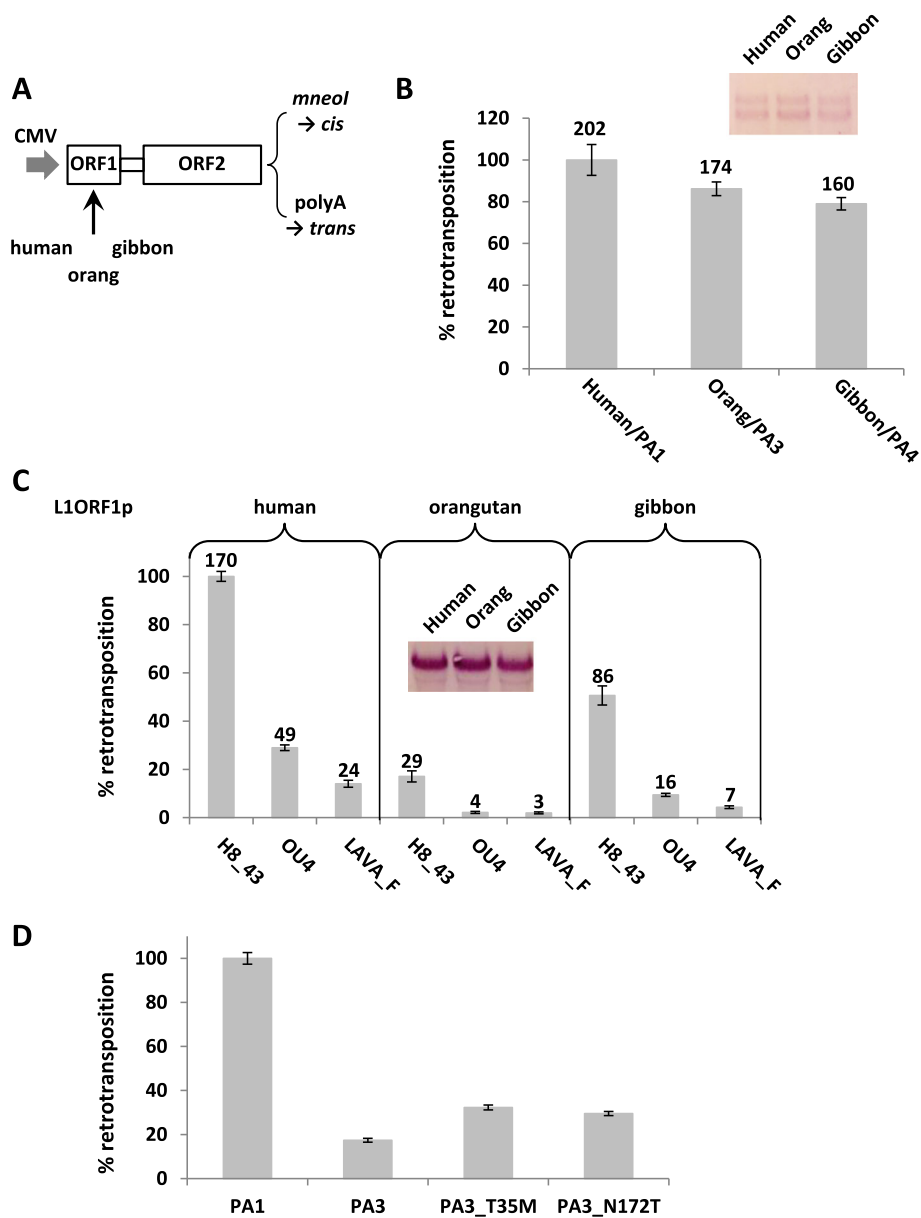 A
CMV
ORF1
ORF2
mneoI
→ cis
polyA
→ trans
human
gibbon
orang
B
Human
Orang
Gibbon
% retrotransposition
120
100
80
60
40
20
0
202
174
160
Human/PA1
Orang/PA3
Gibbon/PA4
C
L1ORF1p
human
orangutan
gibbon
% retrotransposition
100
80
60
40
20
0
170
49
24
29
4
3
86
16
7
Human
Orang
Gibbon
H8_43
OU4
LAVA_F
H8_43
OU4
LAVA_F
H8_43
OU4
LAVA_F
D
% retrotransposition
100
80
60
40
20
0
PA1
PA3
PA3_T35M
PA3_N172T